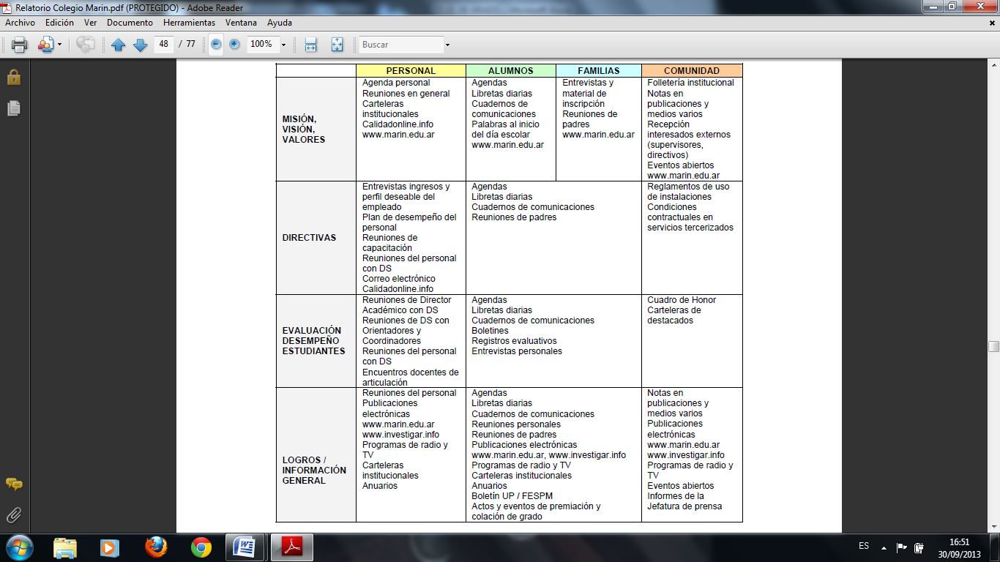 Relatorio Colegio Marin.pdf (PROTEGIDO) - Adobe Reader
Archivo Edición Ver Documento Herramientas Ventana Ayuda
48 / 77 100% Buscar
PERSONAL ALUMNOS FAMILIAS COMUNIDAD
MISIÓN,
VISIÓN,
VALORES
Agenda personal
Reuniones en general
Carteleras
institucionales
Calidadonline.info
www.marin.edu.ar
Agendas
Libretas diarias
Cuadernos de
comunicaciones
Palabras al inicio
del día escolar
www.marin.edu.ar
Entrevistas y
material de
inscripción
Reuniones de
padres
www.marin.edu.ar
Folletería institucional
Notas en
publicaciones y
medios varios
Recepción
interesados externos
(supervisores,
directivos)
Eventos abiertos
www.marin.edu.ar
DIRECTIVAS
Entrevistas ingresos y
perfil deseable del
empleado
Plan de desempeño del
personal
Reuniones de
capacitación
Reuniones del personal
con DS
Correo electrónico
Calidadonline.info
Agendas
Libretas diarias
Cuadernos de comunicaciones
Reuniones de padres
Reglamentos de uso
de instalaciones
Condiciones
contractuales en
servicios tercerizados
EVALUACIÓN
DESEMPEÑO
ESTUDIANTES
Reuniones de Director
Académico con DS
Reuniones de DS con
Orientadores y
Coordinadores
Reuniones del personal
con DS
Encuentros docentes de
articulación
Agendas
Libretas diarias
Cuadernos de comunicaciones
Boletines
Registros evaluativos
Entrevistas personales
Cuadro de Honor
Carteleras de
destacados
LOGROS /
INFORMACIÓN
GENERAL
Reuniones del personal
Publicaciones
electrónicas
www.marin.edu.ar
www.investigar.info
Programas de radio y
TV
Carteleras
institucionales
Anuarios
Agendas
Libretas diarias
Cuadernos de comunicaciones
Reuniones personales
Reuniones de padres
Publicaciones electrónicas
www.marin.edu.ar, www.investigar.info
Programas de radio y TV
Carteleras institucionales
Anuarios
Boletín UP / FESPM
Actos y eventos de premiación y
colación de grado
Notas en
publicaciones y
medios varios
Publicaciones
electrónicas
www.marin.edu.ar
www.investigar.info
Programas de radio y
TV
Eventos abiertos
Informes de la
Jefatura de prensa
ES
16:51
30/09/2013